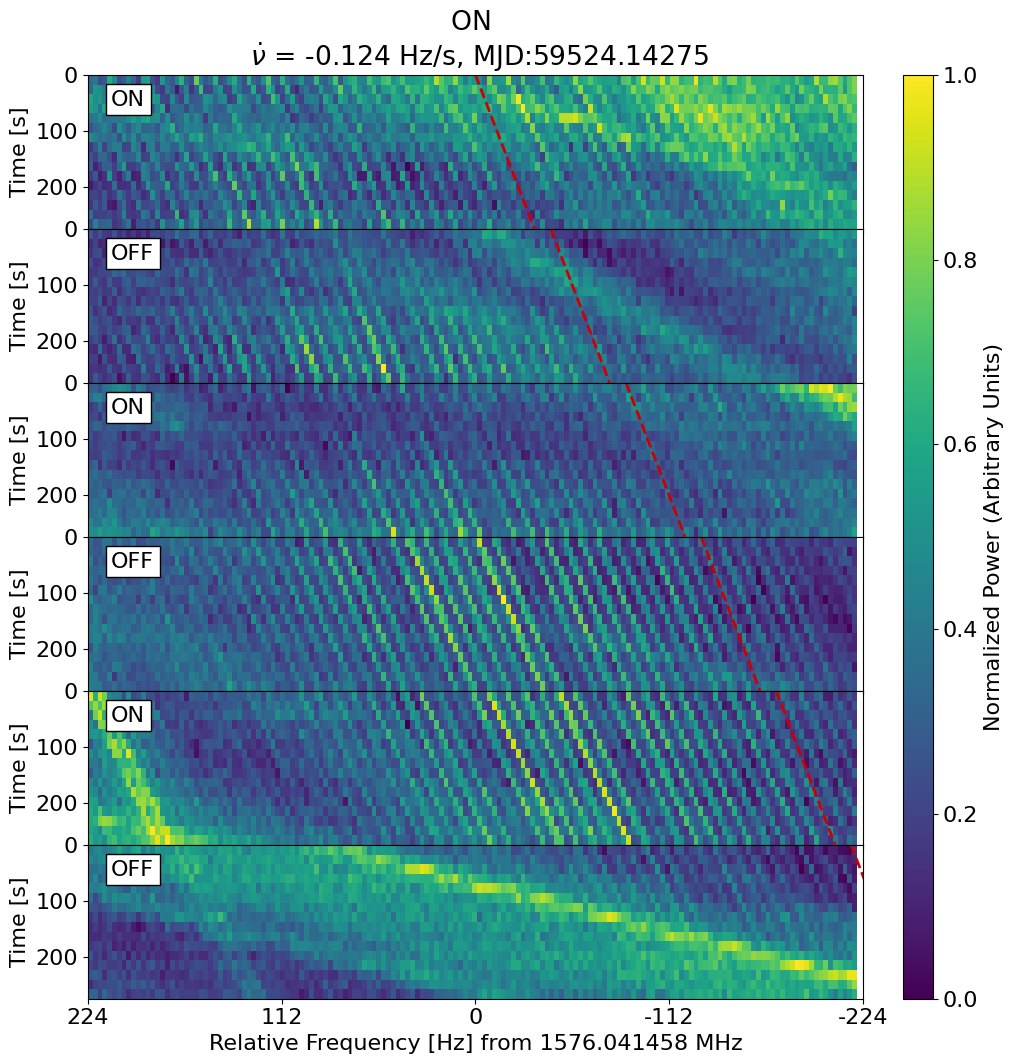 ON
ν̇ = -0.124 Hz/s, MJD:59524.14275
0
100
200
Time [s]
ON
0
100
200
Time [s]
OFF
0
100
200
Time [s]
ON
0
100
200
Time [s]
OFF
0
100
200
Time [s]
ON
0
100
200
Time [s]
OFF
224
112
0
-112
-224
Relative Frequency [Hz] from 1576.041458 MHz
1.0
0.8
0.6
0.4
0.2
0.0
Normalized Power (Arbitrary Units)